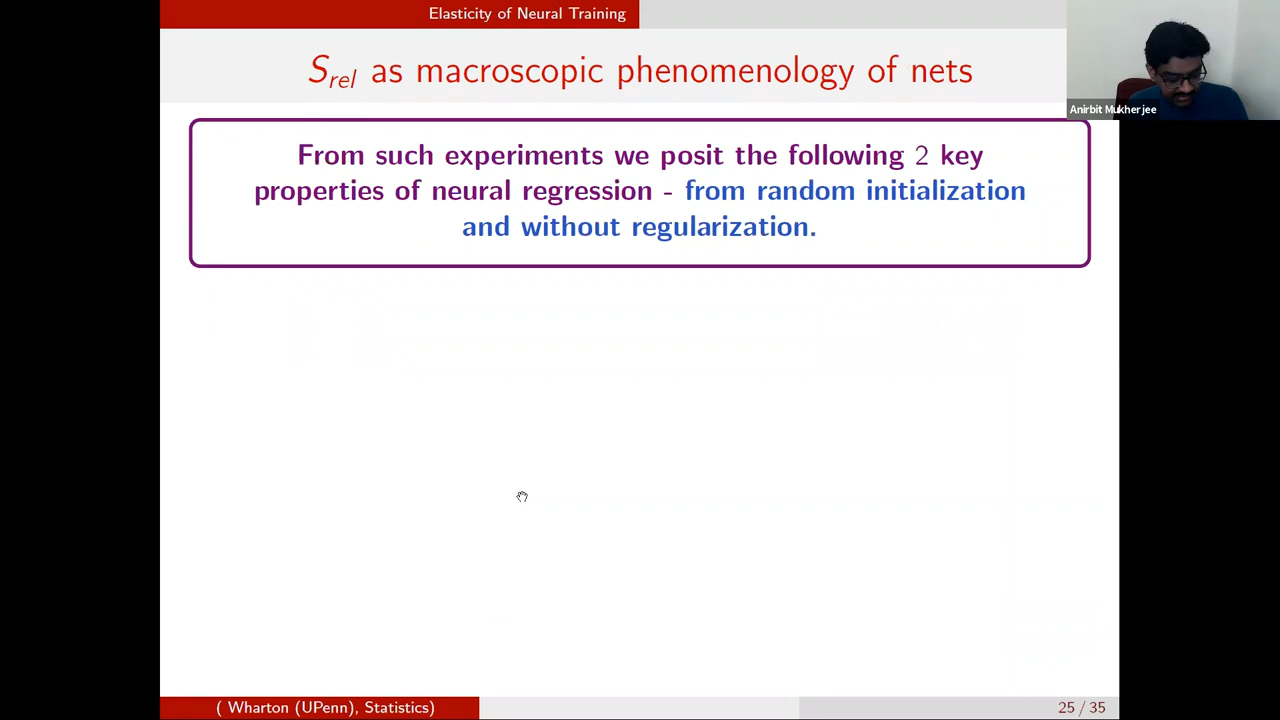 Elasticity of Neural Training
S_rel as macroscopic phenomenology of nets
Anirbit Mukherjee
From such experiments we posit the following 2 key
properties of neural regression - from random initialization
and without regularization.
( Wharton (UPenn), Statistics)
25 / 35